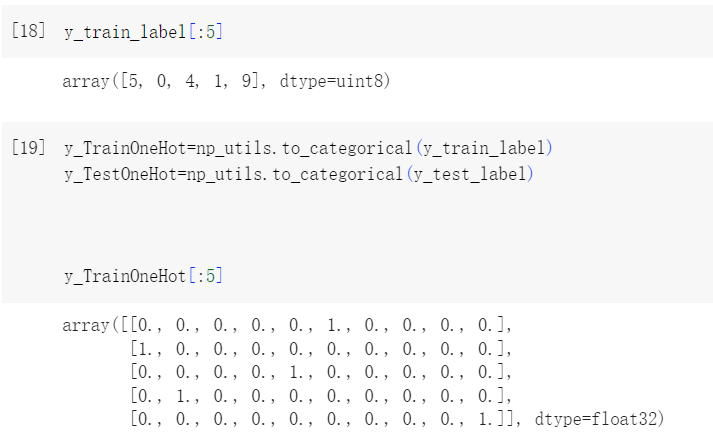 [18] y_train_label[:5]
array([5, 0, 4, 1, 9], dtype=uint8)
[19] y_TrainOneHot=np_utils.to_categorical(y_train_label)
y_TestOneHot=np_utils.to_categorical(y_test_label)
y_TrainOneHot[:5]
array([[0., 0., 0., 0., 0., 1., 0., 0., 0., 0.],
[1., 0., 0., 0., 0., 0., 0., 0., 0., 0.],
[0., 0., 0., 0., 1., 0., 0., 0., 0., 0.],
[0., 1., 0., 0., 0., 0., 0., 0., 0., 0.],
[0., 0., 0., 0., 0., 0., 0., 0., 0., 1.]], dtype=float32)